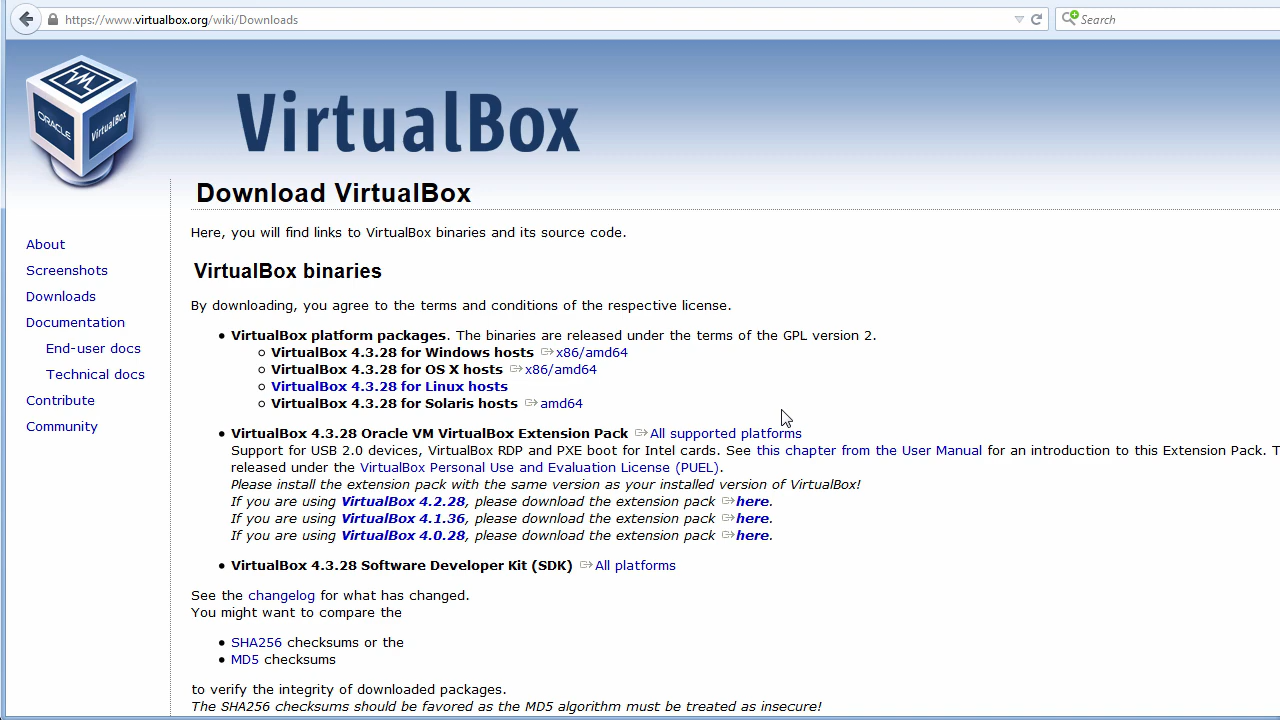 https://www.virtualbox.org/wiki/Downloads
Search
ORACLE
VirtualBox
VirtualBox
Download VirtualBox
Here, you will find links to VirtualBox binaries and its source code.
About
Screenshots
Downloads
Documentation
End-user docs
Technical docs
Contribute
Community
VirtualBox binaries
By downloading, you agree to the terms and conditions of the respective license.
• VirtualBox platform packages. The binaries are released under the terms of the GPL version 2.
VirtualBox 4.3.28 for Windows hosts x86/amd64
VirtualBox 4.3.28 for OS X hosts x86/amd64
VirtualBox 4.3.28 for Linux hosts
VirtualBox 4.3.28 for Solaris hosts amd64
• VirtualBox 4.3.28 Oracle VM VirtualBox Extension Pack All supported platforms
Support for USB 2.0 devices, VirtualBox RDP and PXE boot for Intel cards. See this chapter from the User Manual for an introduction to this Extension Pack. T
released under the VirtualBox Personal Use and Evaluation License (PUEL).
Please install the extension pack with the same version as your installed version of VirtualBox!
If you are using VirtualBox 4.2.28, please download the extension pack here.
If you are using VirtualBox 4.1.36, please download the extension pack here.
If you are using VirtualBox 4.0.28, please download the extension pack here.
• VirtualBox 4.3.28 Software Developer Kit (SDK) All platforms
See the changelog for what has changed.
You might want to compare the
• SHA256 checksums or the
• MD5 checksums
to verify the integrity of downloaded packages.
The SHA256 checksums should be favored as the MD5 algorithm must be treated as insecure!